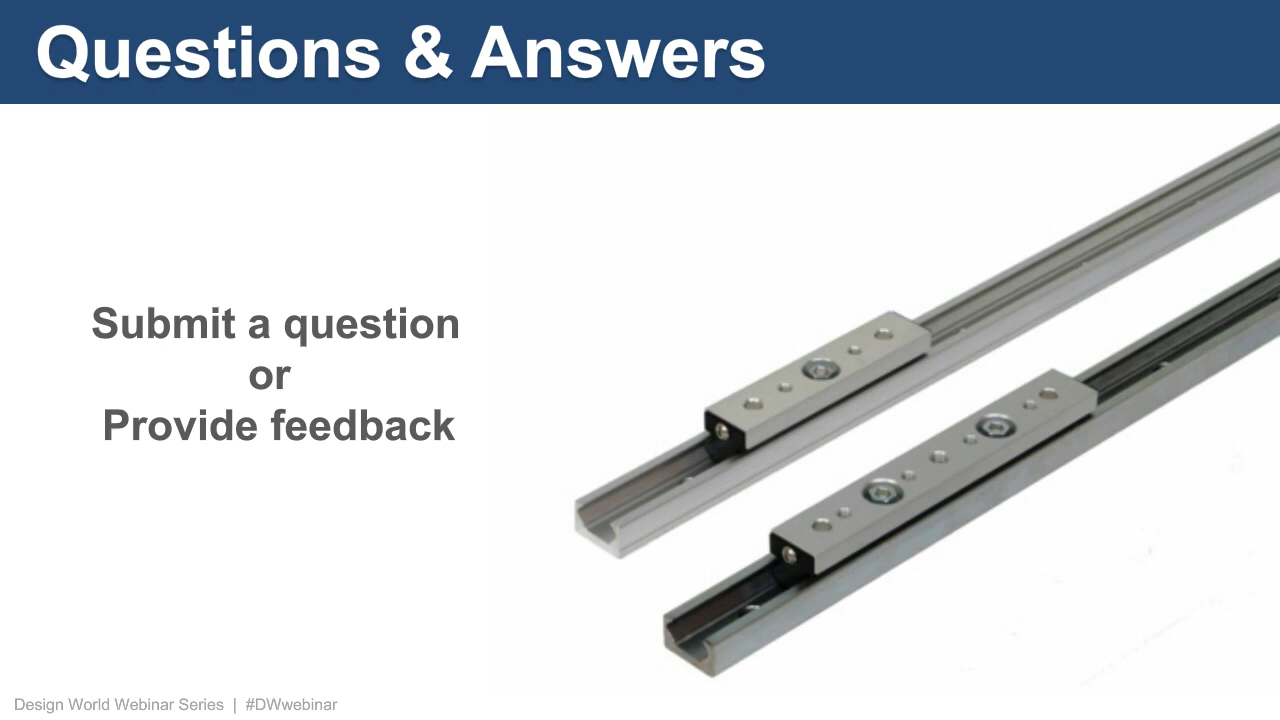 Questions & Answers
Submit a question
or
Provide feedback
Design World Webinar Series | #DWwebinar